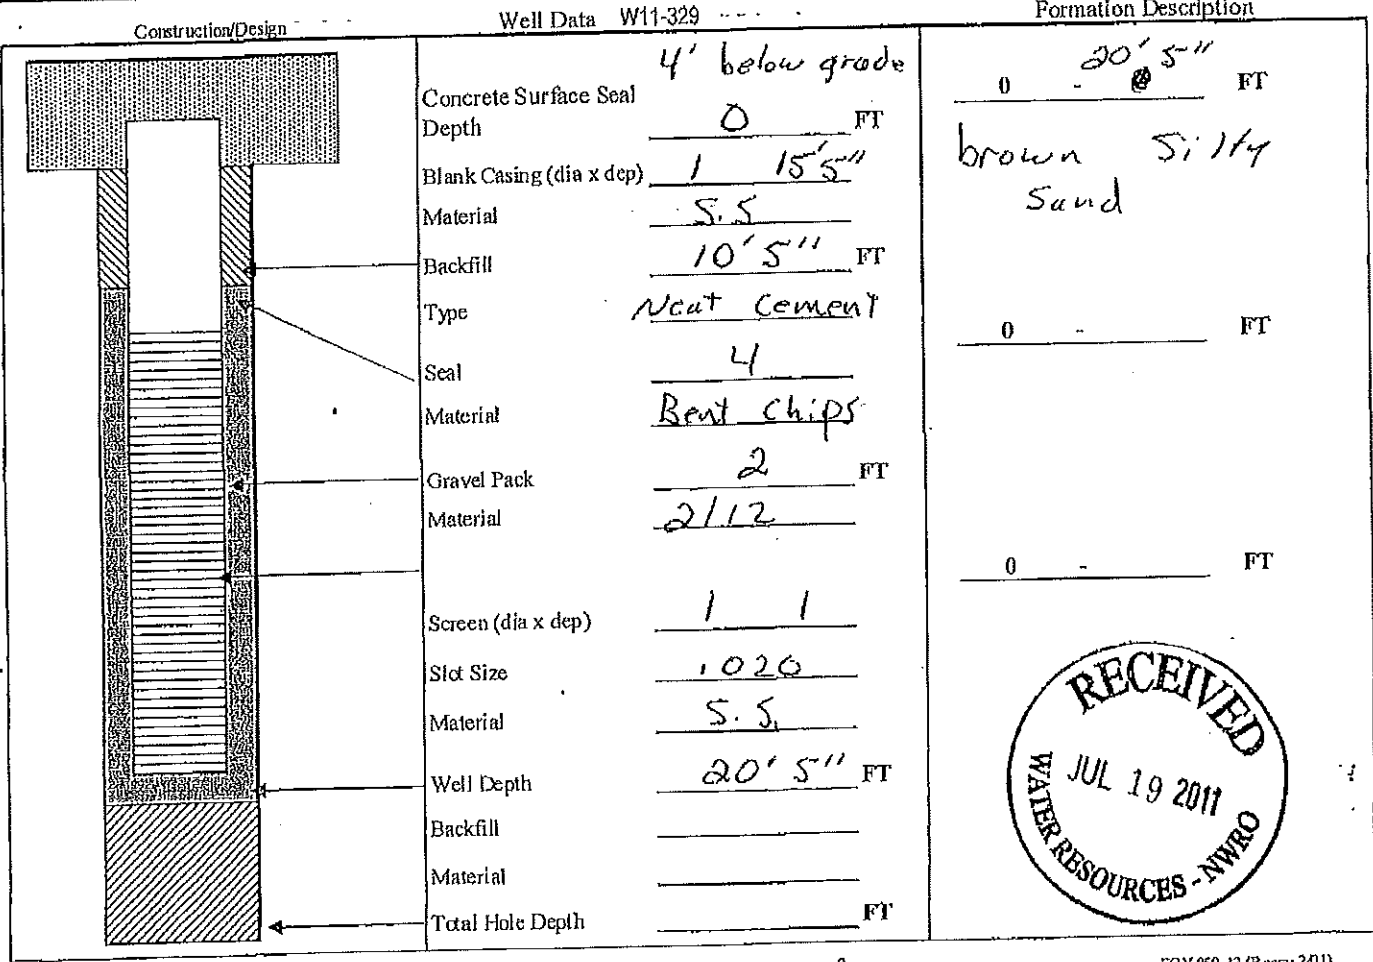 Construction/Design
Well Data W11-329
Formation Description
4' below grade
Concrete Surface Seal
Depth 0 FT
Blank Casing (dia x dep) 1 15'5"
Material S.S
Backfill 10'5" FT
Type Neat Cement
Seal 4
Material Bent Chips
Gravel Pack 2 FT
Material 2/12
Screen (dia x dep) 1 1
Slot Size .020
Material S.S.
Well Depth 20' 5" FT
Backfill
Material
Total Hole Depth FT
0 - 20' 5" FT
brown Silty
Sand
0 - FT
0 - FT
RECEIVED
JUL 19 2011
WATER RESOURCES - NWRO